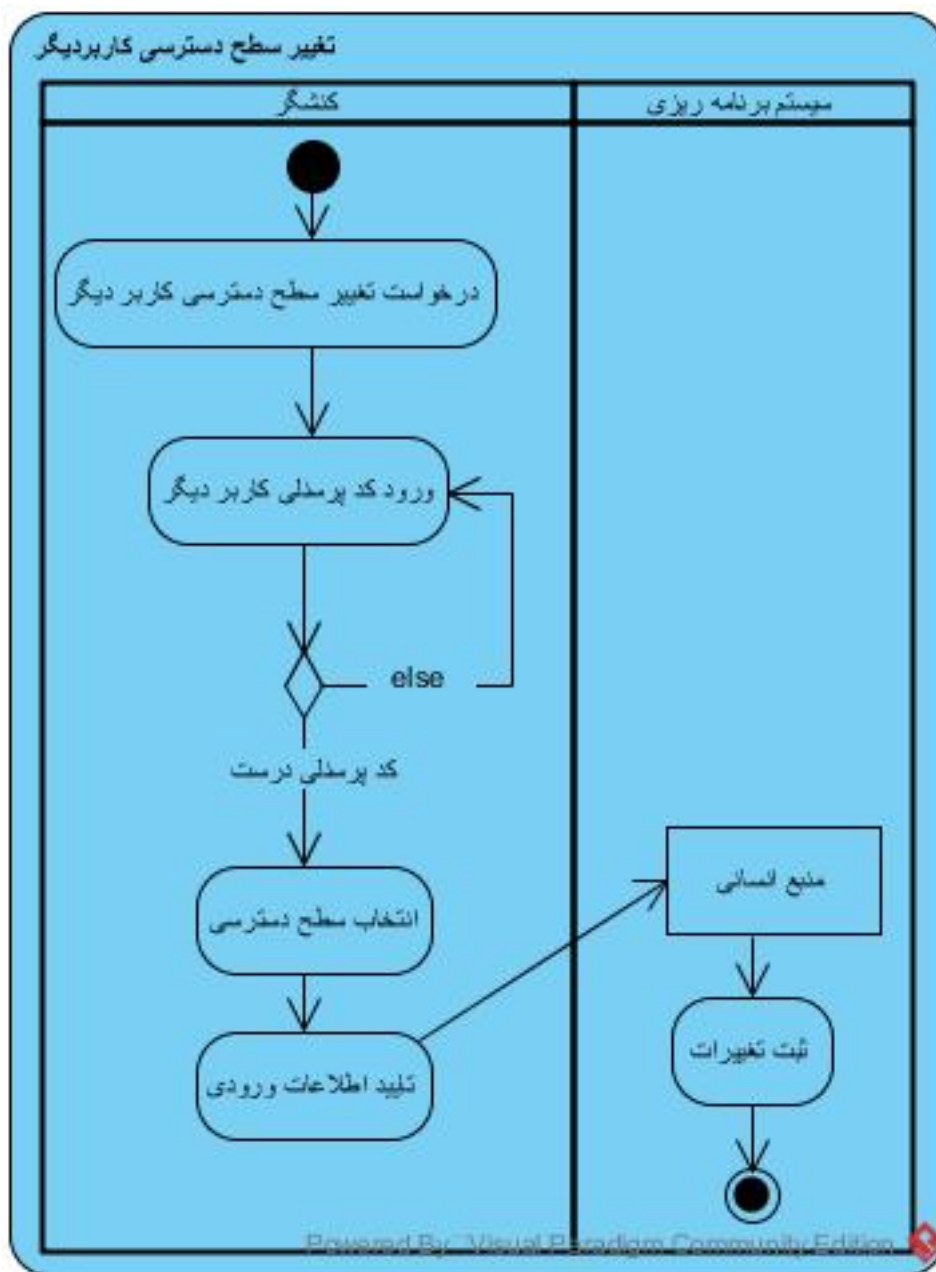 تغییر سطح دسترسی کاربردیگر
کنشگر
سیستم برنامه ریزی
درخواست تغییر سطح دسترسی کاربر دیگر
ورود کد پرسنلی کاربر دیگر
else
کد پرسنلی درست
انتخاب سطح دسترسی
منبع انسانی
تایید اطلاعات ورودی
ثبت تغییرات
Powered By Visual Paradigm Community Edition